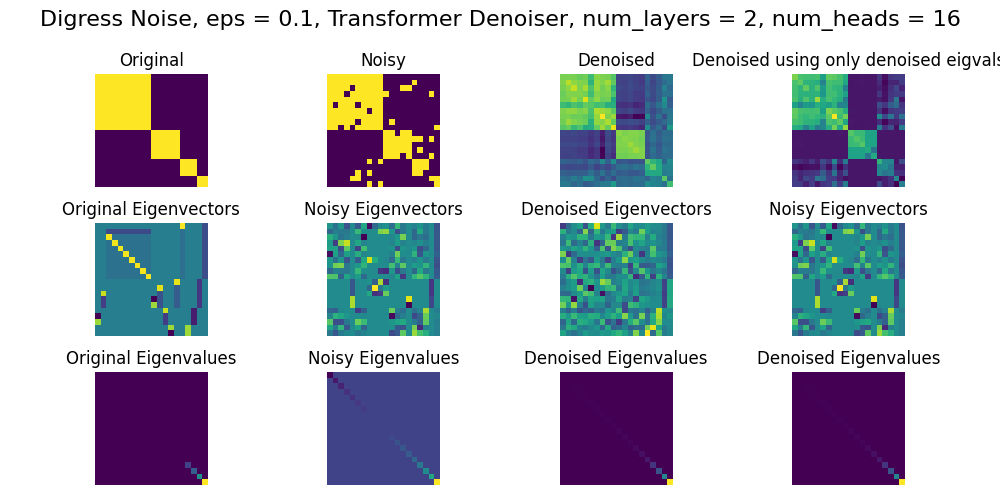 Digress Noise, eps = 0.1, Transformer Denoiser, num_layers = 2, num_heads = 16
Original
Noisy
Denoised
Denoised using only denoised eigvals
Original Eigenvectors
Noisy Eigenvectors
Denoised Eigenvectors
Noisy Eigenvectors
Original Eigenvalues
Noisy Eigenvalues
Denoised Eigenvalues
Denoised Eigenvalues